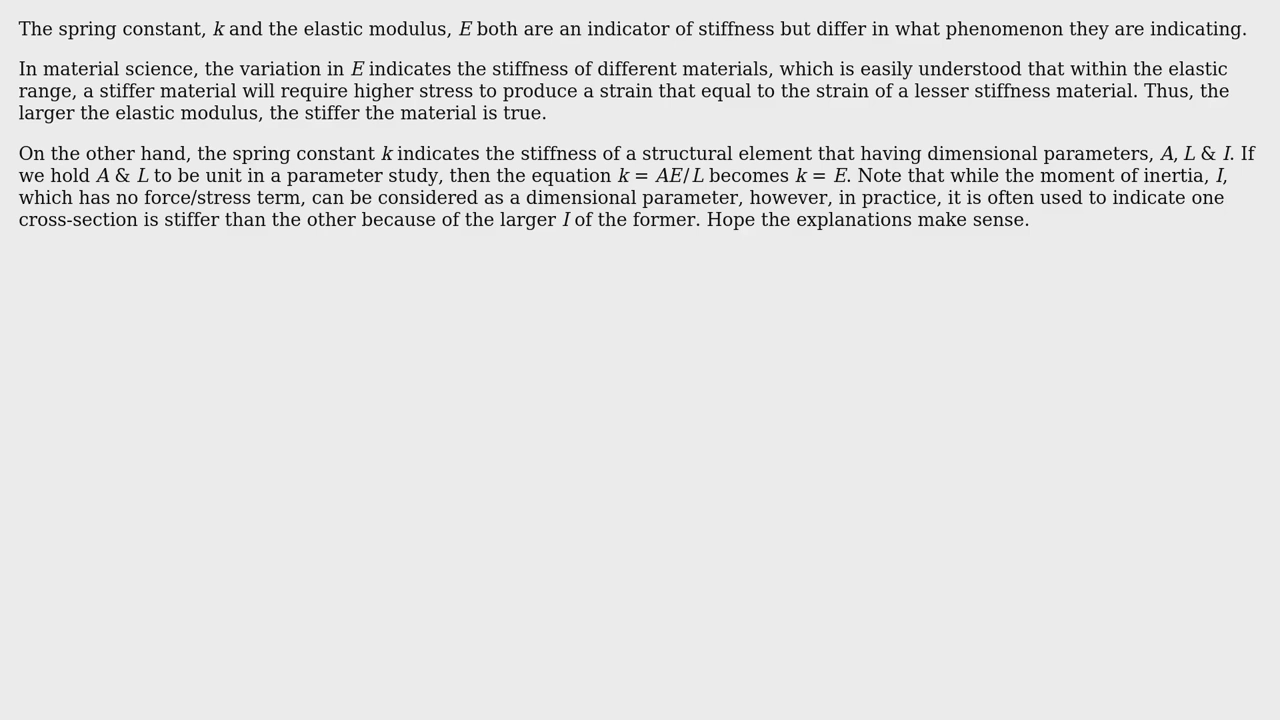 The spring constant, k and the elastic modulus, E both are an indicator of stiffness but differ in what phenomenon they are indicating.
In material science, the variation in E indicates the stiffness of different materials, which is easily understood that within the elastic
range, a stiffer material will require higher stress to produce a strain that equal to the strain of a lesser stiffness material. Thus, the
larger the elastic modulus, the stiffer the material is true.
On the other hand, the spring constant k indicates the stiffness of a structural element that having dimensional parameters, A, L & I. If
we hold A & L to be unit in a parameter study, then the equation k = AE/L becomes k = E. Note that while the moment of inertia, I,
which has no force/stress term, can be considered as a dimensional parameter, however, in practice, it is often used to indicate one
cross-section is stiffer than the other because of the larger I of the former. Hope the explanations make sense.